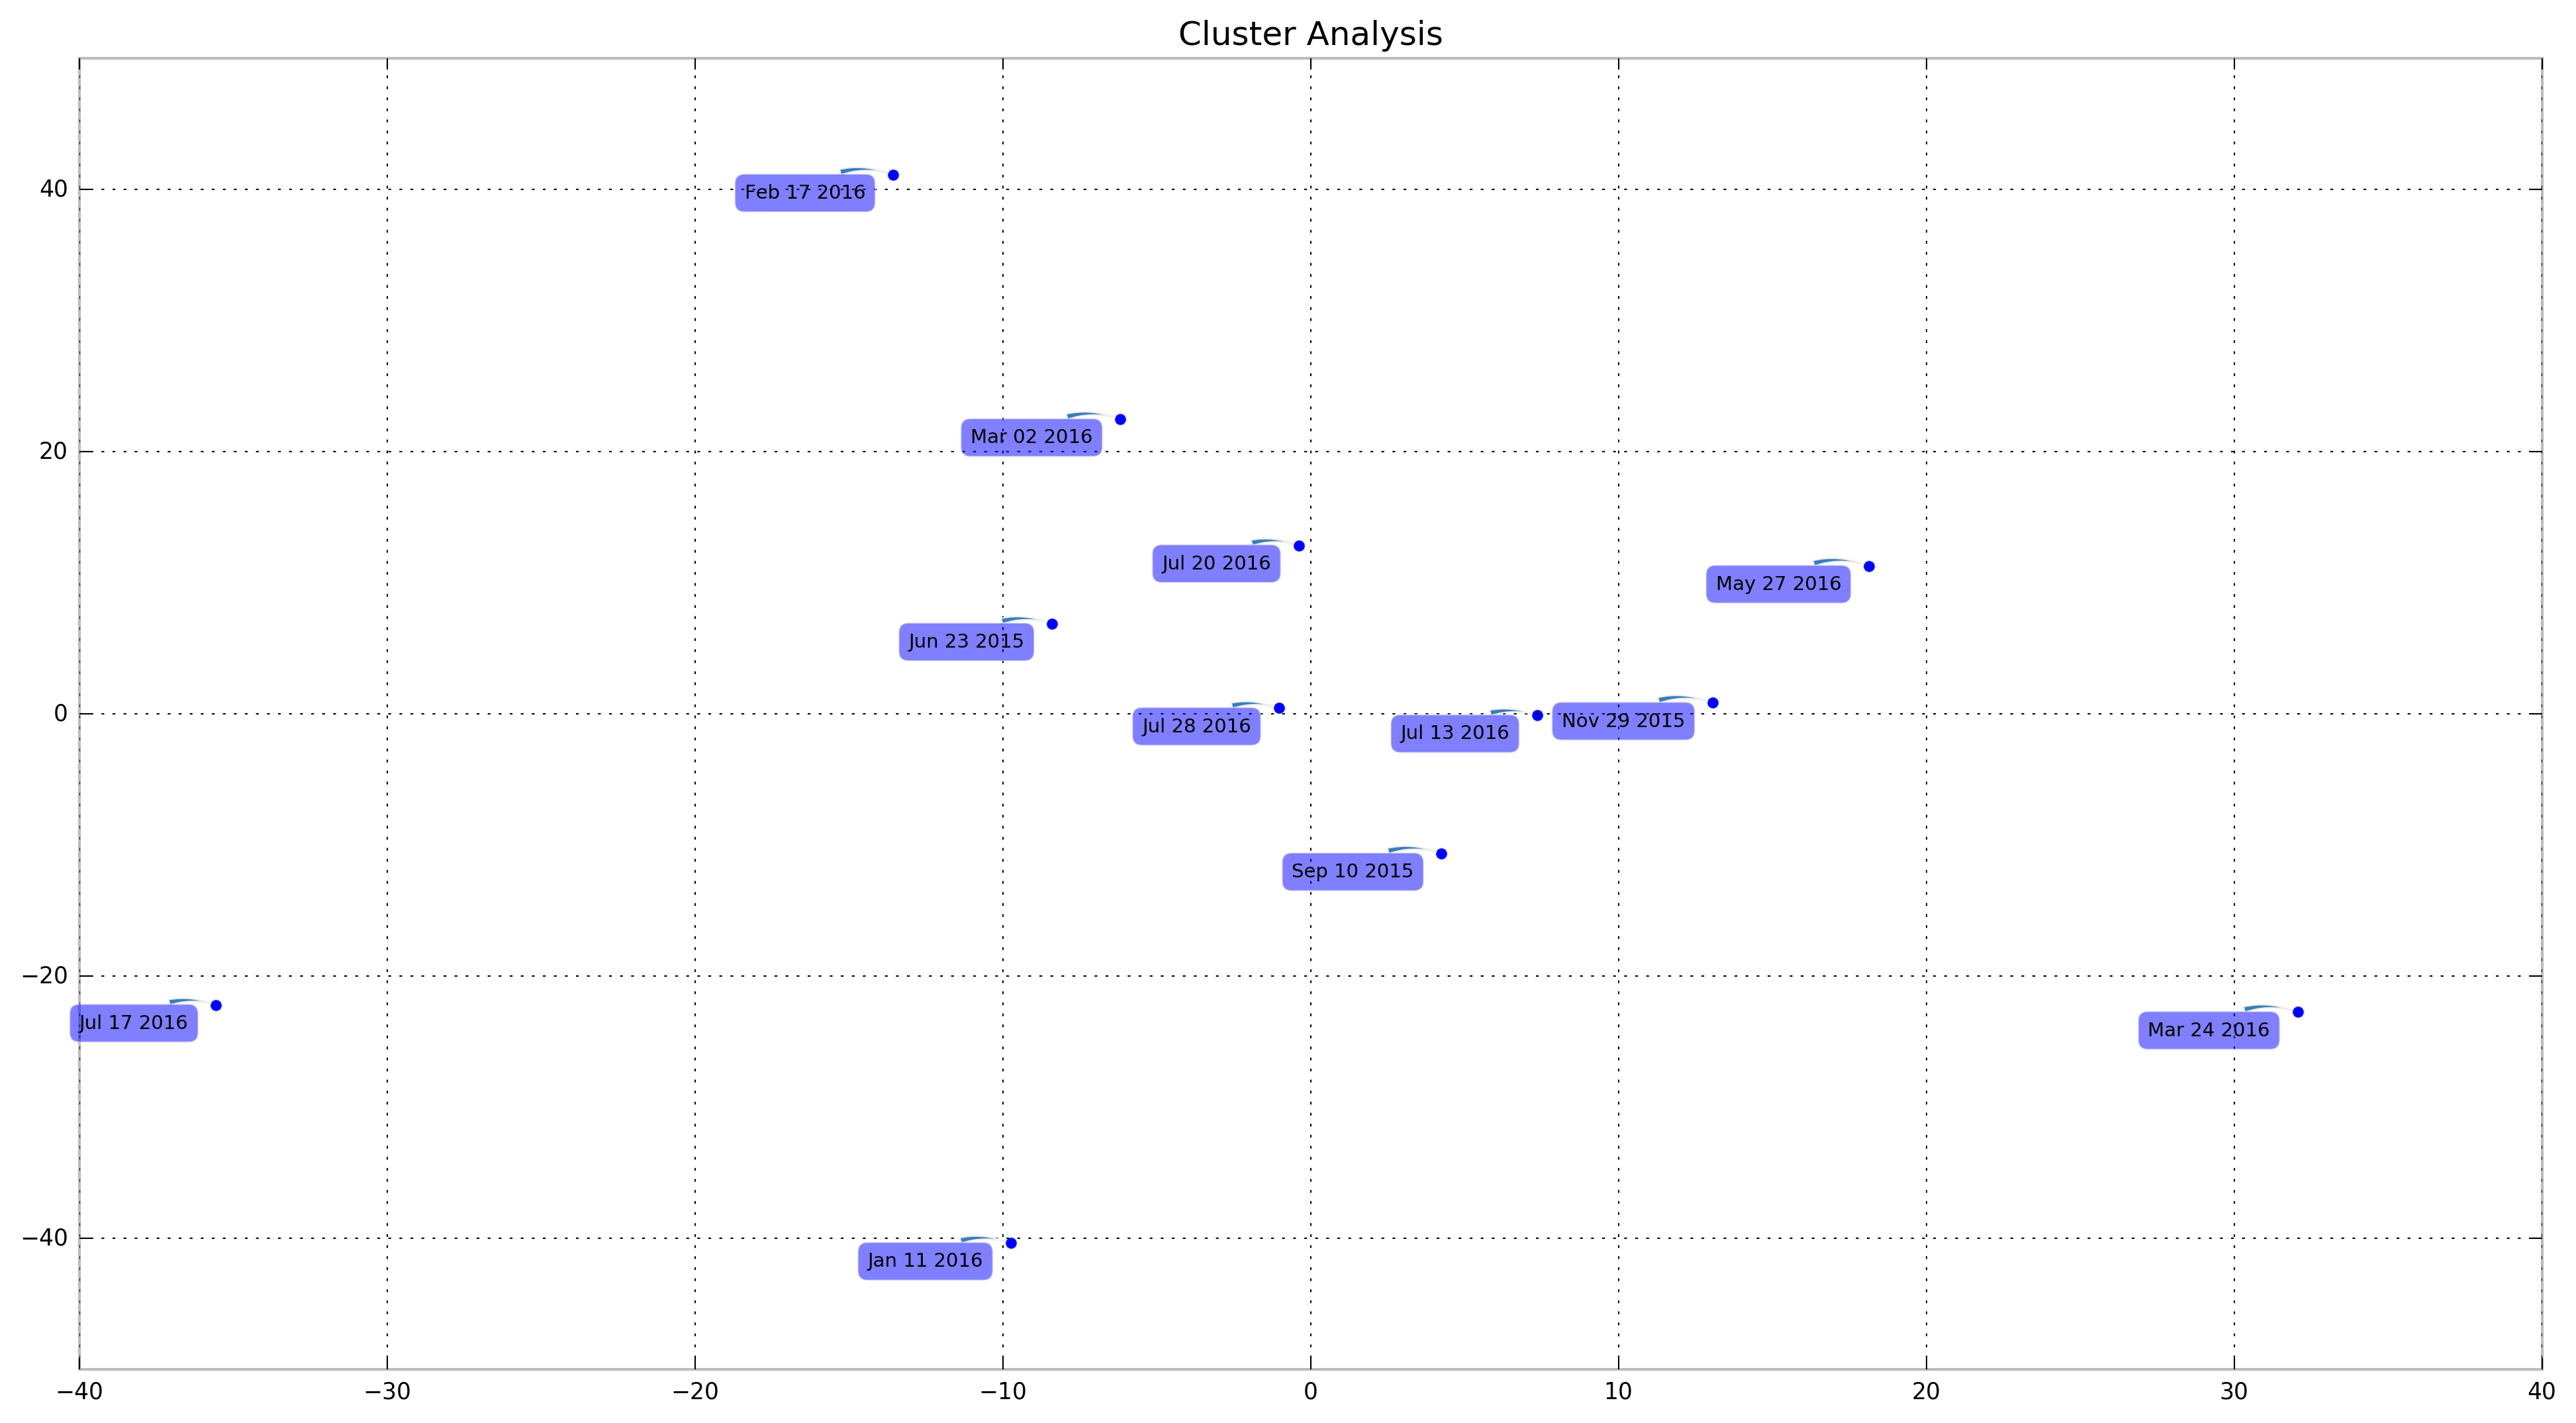 Cluster Analysis
40
Feb 17 2016
Mar 02 2016
20
Jul 20 2016
May 27 2016
Jun 23 2015
0
Jul 28 2016
Jul 13 2016
Nov 29 2015
Sep 10 2015
−20
Jul 17 2016
Mar 24 2016
−40
Jan 11 2016
−40 −30 −20 −10 0 10 20 30 40